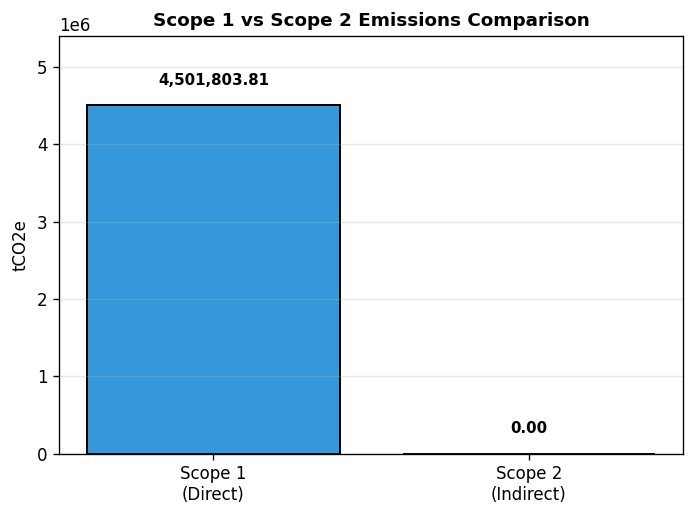 Scope 1 vs Scope 2 Emissions Comparison
1e6
5
4
3
2
1
0
tCO2e
4,501,803.81
0.00
Scope 1
(Direct)
Scope 2
(Indirect)